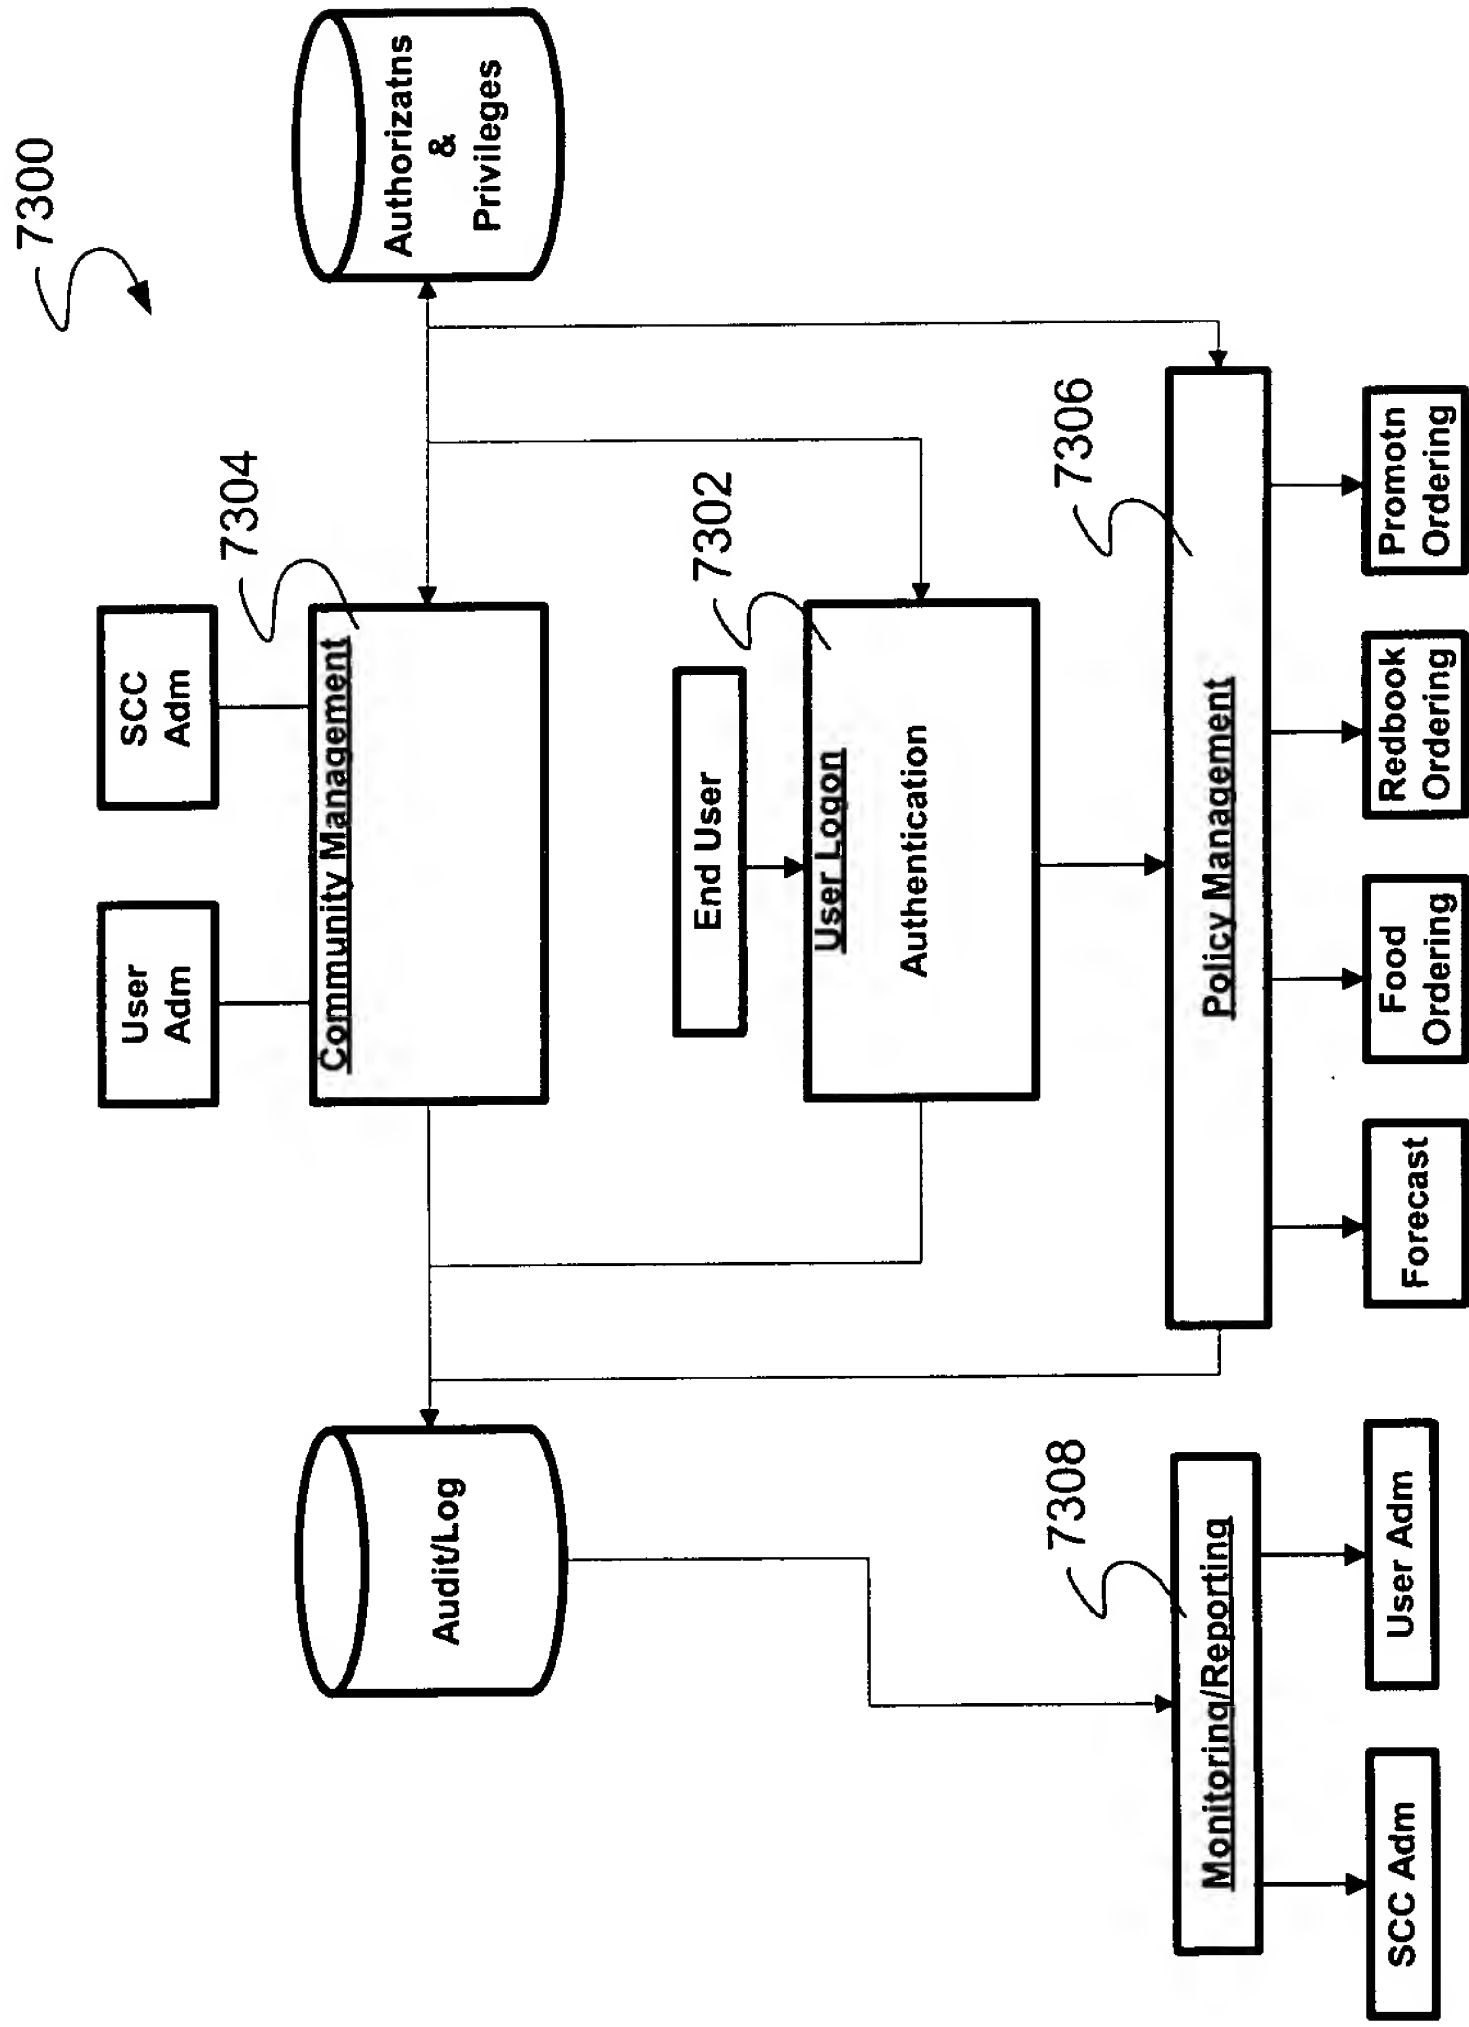 7300
User
Adm
SCC
Adm
7304
Community Management
Audit/Log
Authorizatns
&
Privileges
End User
7302
User Logon
Authentication
7308
Monitoring/Reporting
7306
Policy Management
SCC Adm
User Adm
Forecast
Food
Ordering
Redbook
Ordering
Promotn
Ordering